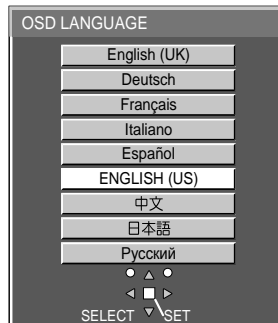 OSD LANGUAGE
English (UK)
Deutsch
Français
Italiano
Español
ENGLISH (US)
中文
日本語
Русский
SELECT SET